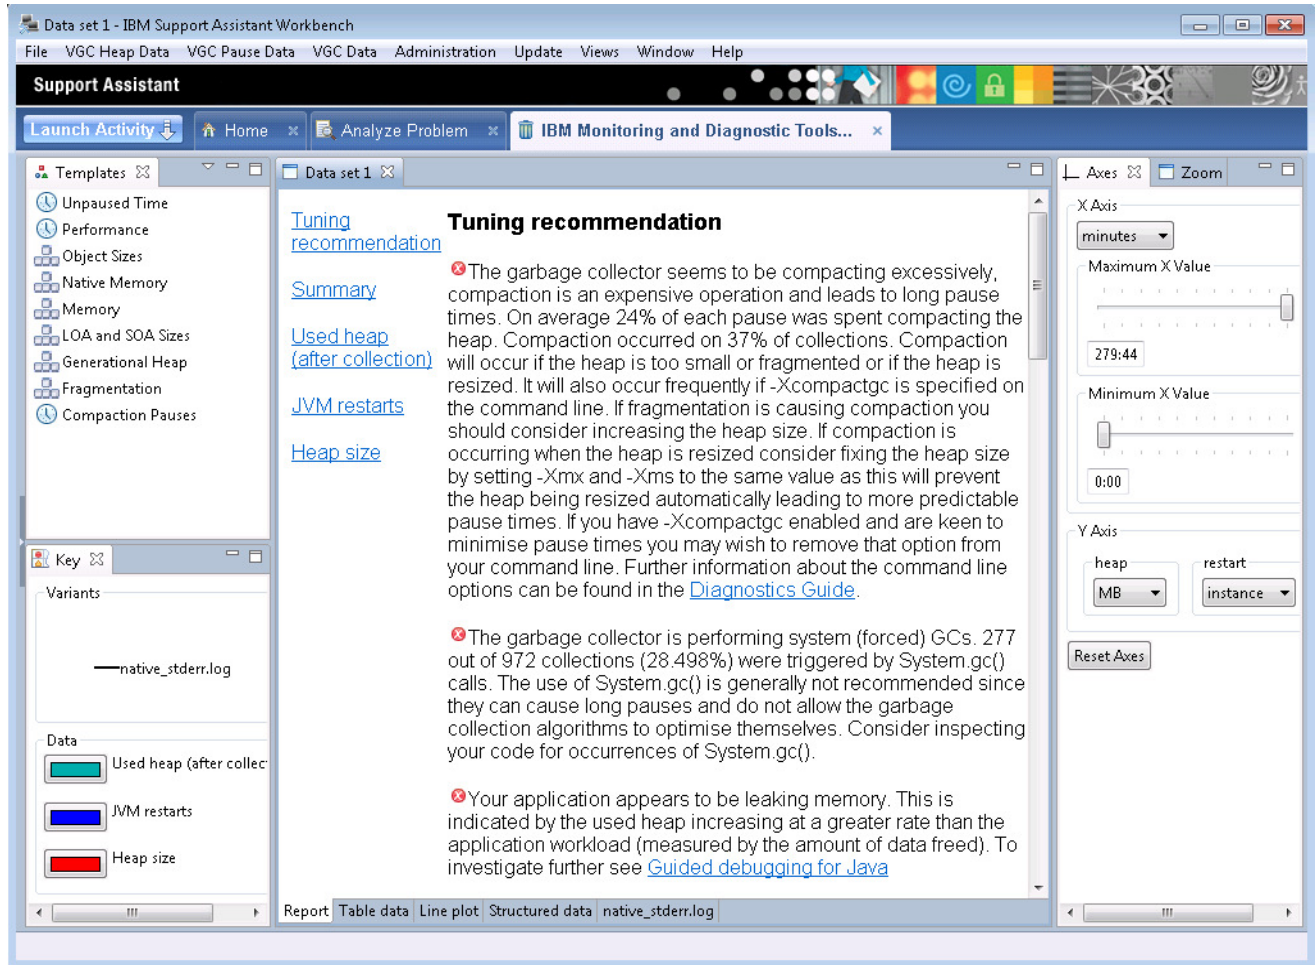 Data set 1 - IBM Support Assistant Workbench
File VGC Heap Data VGC Pause Data VGC Data Administration Update Views Window Help
Support Assistant
Launch Activity Home Analyze Problem IBM Monitoring and Diagnostic Tools...
Templates
Unpaused Time
Performance
Object Sizes
Native Memory
Memory
LOA and SOA Sizes
Generational Heap
Fragmentation
Compaction Pauses
Key
Variants
native_stderr.log
Data
Used heap (after collec
JVM restarts
Heap size
Data set 1
Tuning
recommendation
Summary
Used heap
(after collection)
JVM restarts
Heap size
Tuning recommendation
The garbage collector seems to be compacting excessively,
compaction is an expensive operation and leads to long pause
times. On average 24% of each pause was spent compacting the
heap. Compaction occurred on 37% of collections. Compaction
will occur if the heap is too small or fragmented or if the heap is
resized. It will also occur frequently if -Xcompactgc is specified on
the command line. If fragmentation is causing compaction you
should consider increasing the heap size. If compaction is
occurring when the heap is resized consider fixing the heap size
by setting -Xmx and -Xms to the same value as this will prevent
the heap being resized automatically leading to more predictable
pause times. If you have -Xcompactgc enabled and are keen to
minimise pause times you may wish to remove that option from
your command line. Further information about the command line
options can be found in the Diagnostics Guide.
The garbage collector is performing system (forced) GCs. 277
out of 972 collections (28.498%) were triggered by System.gc()
calls. The use of System.gc() is generally not recommended since
they can cause long pauses and do not allow the garbage
collection algorithms to optimise themselves. Consider inspecting
your code for occurrences of System.gc().
Your application appears to be leaking memory. This is
indicated by the used heap increasing at a greater rate than the
application workload (measured by the amount of data freed). To
investigate further see Guided debugging for Java
Report Table data Line plot Structured data native_stderr.log
Axes Zoom
X Axis
minutes
Maximum X Value
279:44
Minimum X Value
0:00
Y Axis
heap restart
MB instance
Reset Axes